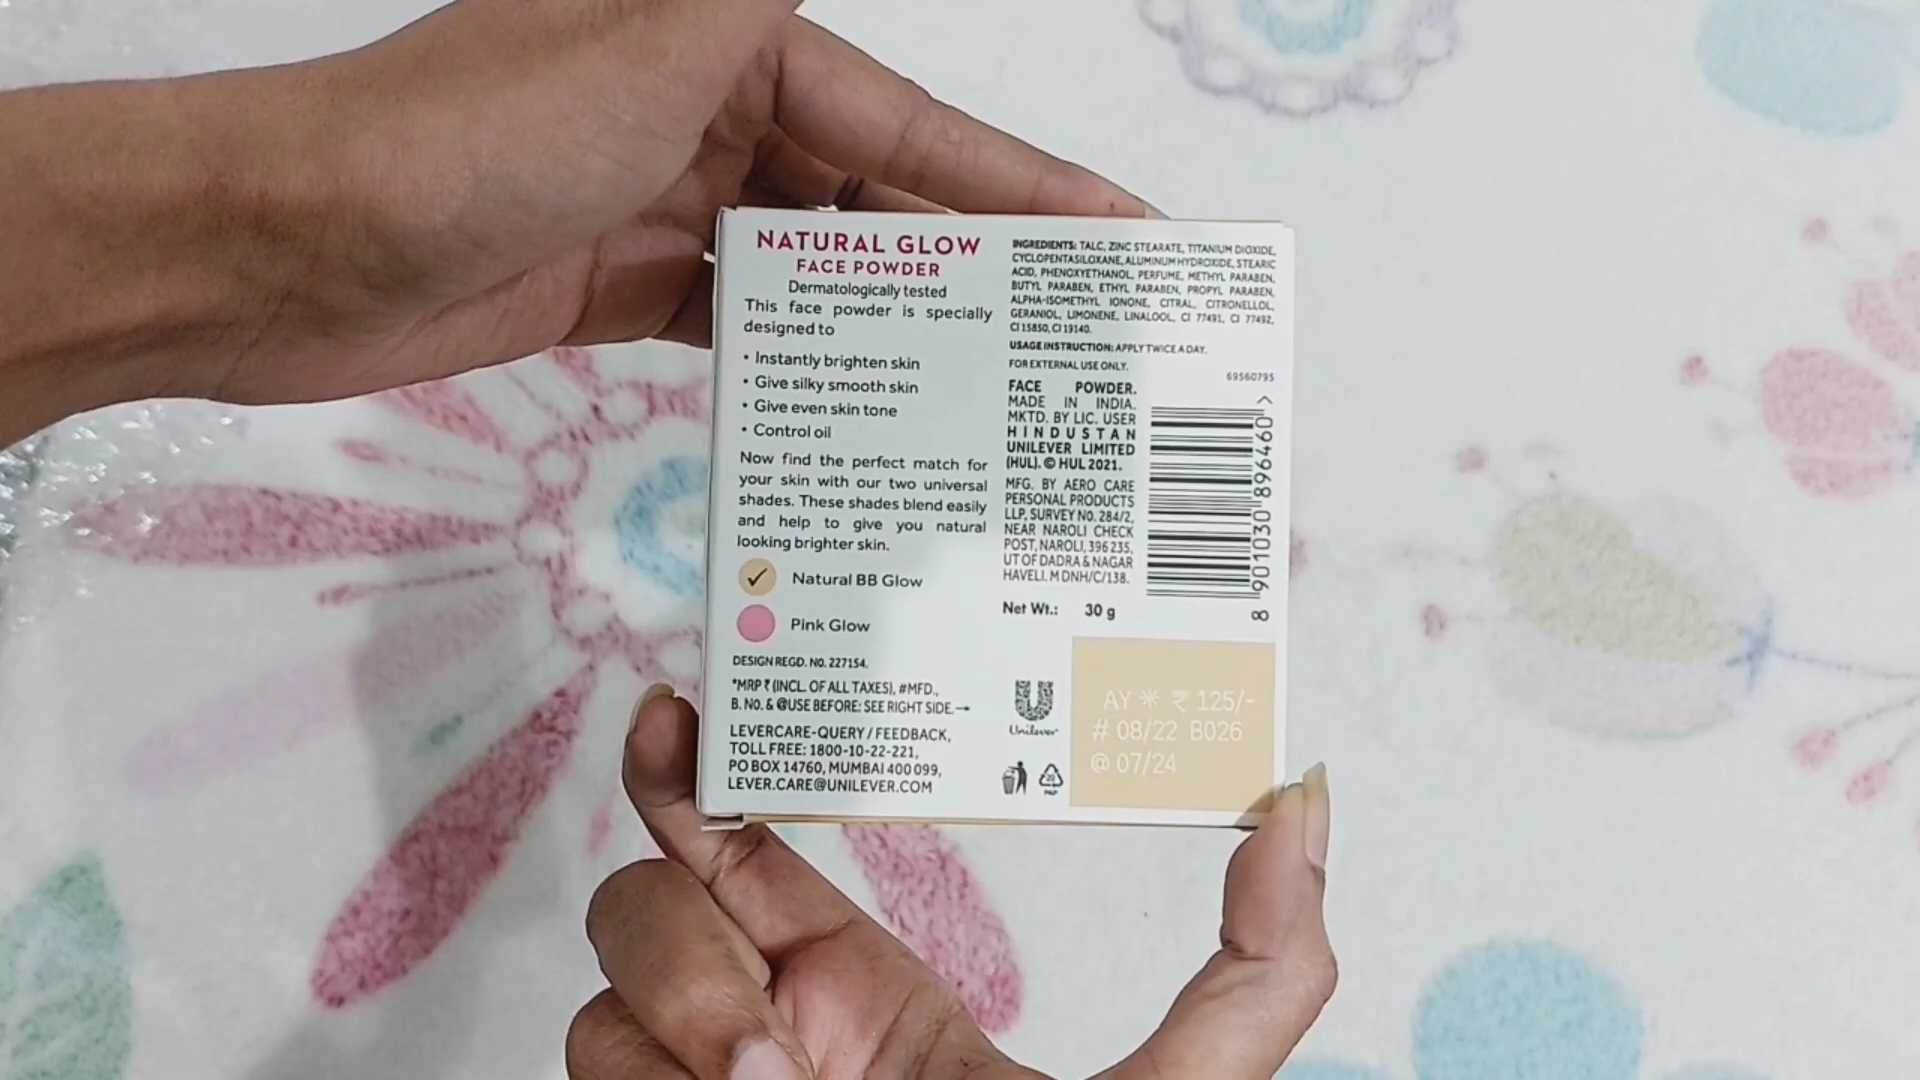 NATURAL GLOW
FACE POWDER
Dermatologically tested
This face powder is specially
designed to
• Instantly brighten skin
• Give silky smooth skin
• Give even skin tone
• Control oil
Now find the perfect match for
your skin with our two universal
shades. These shades blend easily
and help to give you natural
looking brighter skin.
✓ Natural BB Glow
Pink Glow
DESIGN REGD. NO. 227154.
*MRP ₹ (INCL. OF ALL TAXES), #MFD.,
B. NO. & @USE BEFORE: SEE RIGHT SIDE.→
LEVERCARE-QUERY / FEEDBACK,
TOLL FREE: 1800-10-22-221,
PO BOX 14760, MUMBAI 400 099,
LEVER.CARE@UNILEVER.COM
INGREDIENTS: TALC, ZINC STEARATE, TITANIUM DIOXIDE,
CYCLOPENTASILOXANE, ALUMINUM HYDROXIDE, STEARIC
ACID, PHENOXYETHANOL, PERFUME, METHYL PARABEN,
BUTYL PARABEN, ETHYL PARABEN, PROPYL PARABEN,
ALPHA-ISOMETHYL IONONE, CITRAL, CITRONELLOL,
GERANIOL, LIMONENE, LINALOOL, CI 77491, CI 77492,
CI 15850, CI 19140.
USAGE INSTRUCTION: APPLY TWICE A DAY.
FOR EXTERNAL USE ONLY.
69560795
FACE POWDER.
MADE IN INDIA.
MKTD. BY LIC. USER
HINDUSTAN
UNILEVER LIMITED
(HUL). © HUL 2021.
MFG. BY AERO CARE
PERSONAL PRODUCTS
LLP, SURVEY NO. 284/2,
NEAR NAROLI CHECK
POST, NAROLI, 396 235,
UT OF DADRA & NAGAR
HAVELI. M DNH/C/138.
8 901030 896460 >
Net Wt.: 30 g
Unilever
20
PAP
AY * ₹ 125/-
# 08/22 B026
@ 07/24